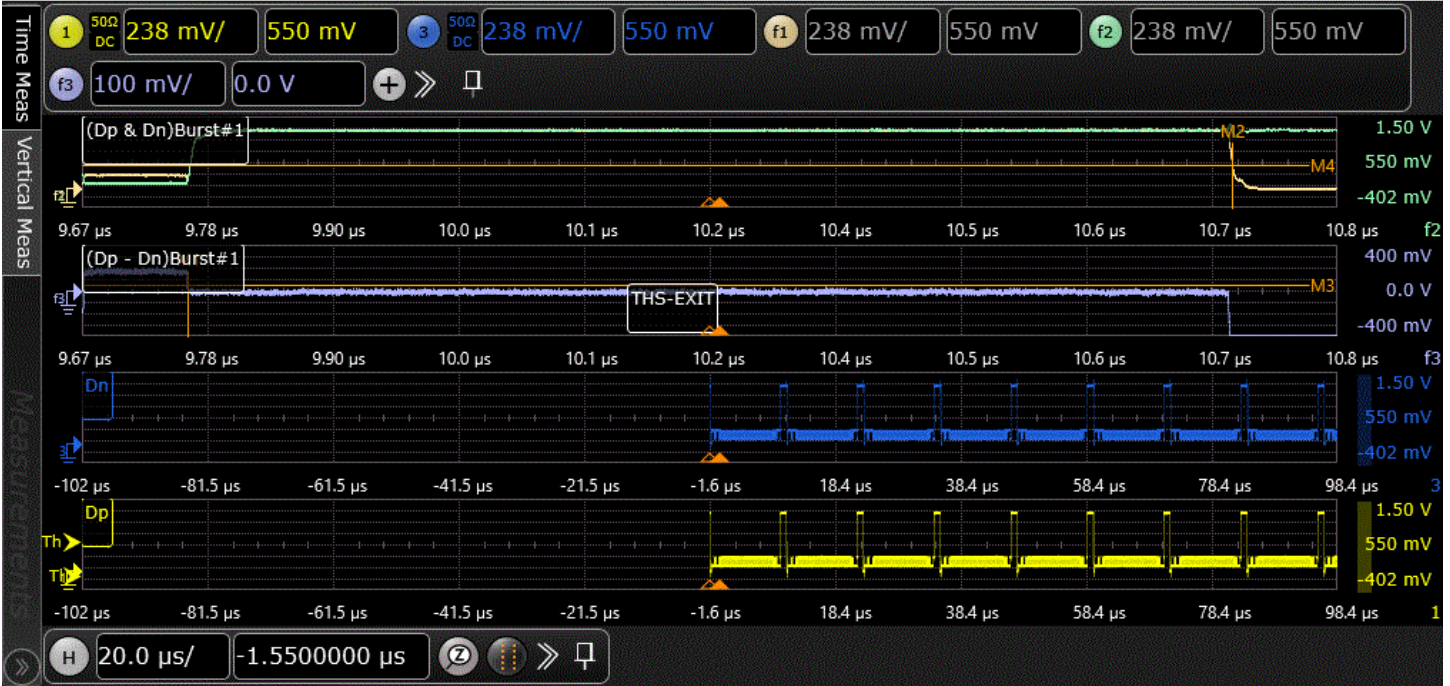 Time Meas
Vertical Meas
Measurements
1 50Ω DC 238 mV/ 550 mV 3 50Ω DC 238 mV/ 550 mV f1 238 mV/ 550 mV f2 238 mV/ 550 mV
f3 100 mV/ 0.0 V
(Dp & Dn)Burst#1 M2 1.50 V
M4 550 mV
f2 -402 mV
9.67 µs 9.78 µs 9.90 µs 10.0 µs 10.1 µs 10.2 µs 10.4 µs 10.5 µs 10.6 µs 10.7 µs 10.8 µs f2
(Dp - Dn)Burst#1 400 mV
f3 THS-EXIT M3 0.0 V
-400 mV
9.67 µs 9.78 µs 9.90 µs 10.0 µs 10.1 µs 10.2 µs 10.4 µs 10.5 µs 10.6 µs 10.7 µs 10.8 µs f3
Dn 1.50 V
550 mV
3 -402 mV
-102 µs -81.5 µs -61.5 µs -41.5 µs -21.5 µs -1.6 µs 18.4 µs 38.4 µs 58.4 µs 78.4 µs 98.4 µs 3
Dp 1.50 V
Th 550 mV
-402 mV
-102 µs -81.5 µs -61.5 µs -41.5 µs -21.5 µs -1.6 µs 18.4 µs 38.4 µs 58.4 µs 78.4 µs 98.4 µs 1
H 20.0 µs/ -1.5500000 µs Z